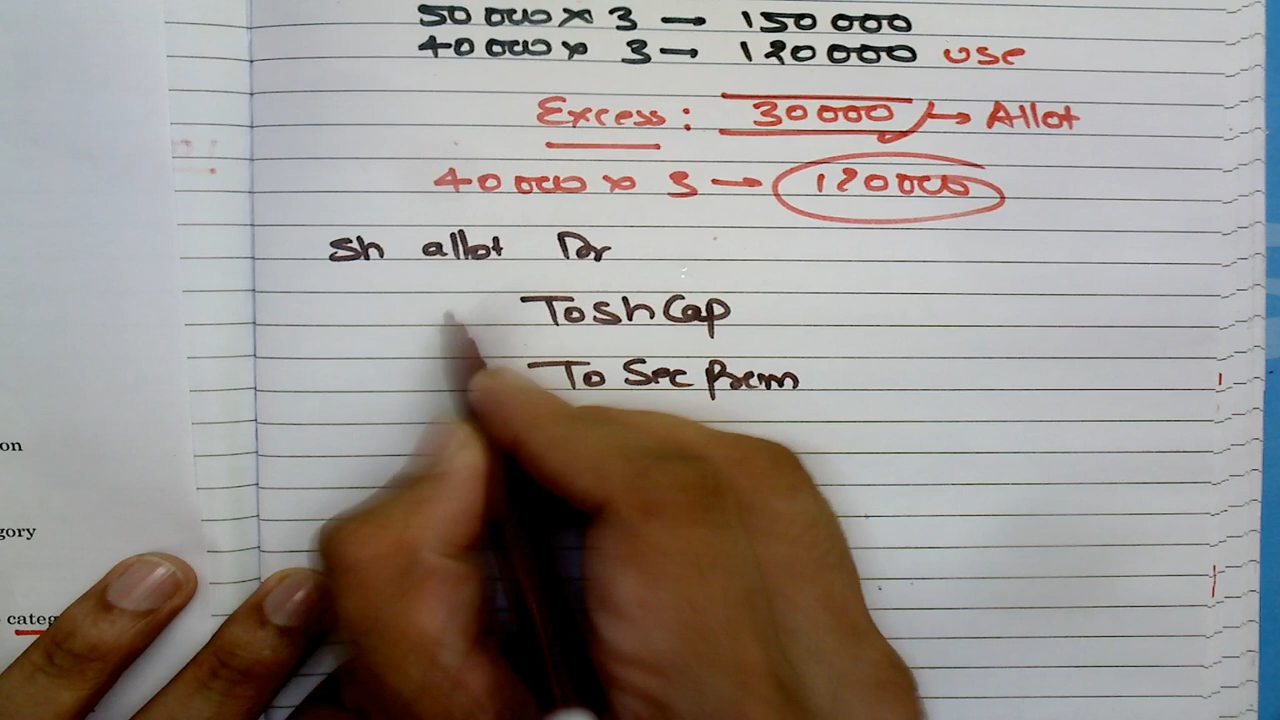 50000 x 3 → 150000
40000 x 3 → 120000 use
Excess: 30000 → Allot
40000 x 3 → 120000
Sh allot Dr
To Sh Cap
To Sec Prem
on
gory
categ